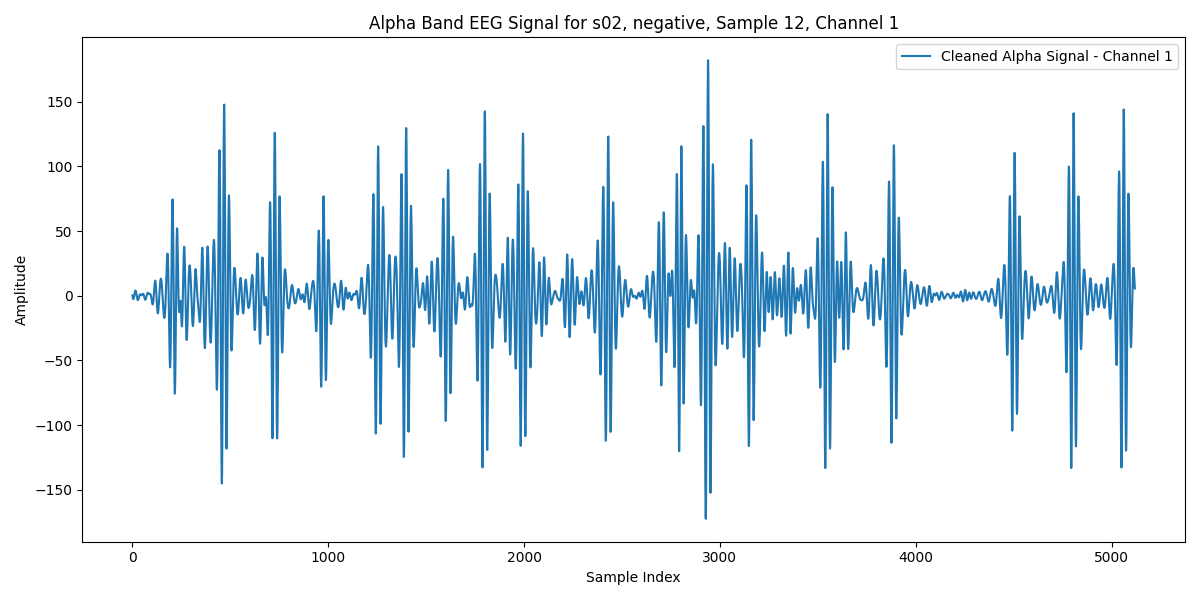 Alpha Band EEG Signal for s02, negative, Sample 12, Channel 1
Cleaned Alpha Signal - Channel 1
Amplitude
150
100
50
0
−50
−100
−150
0 1000 2000 3000 4000 5000
Sample Index